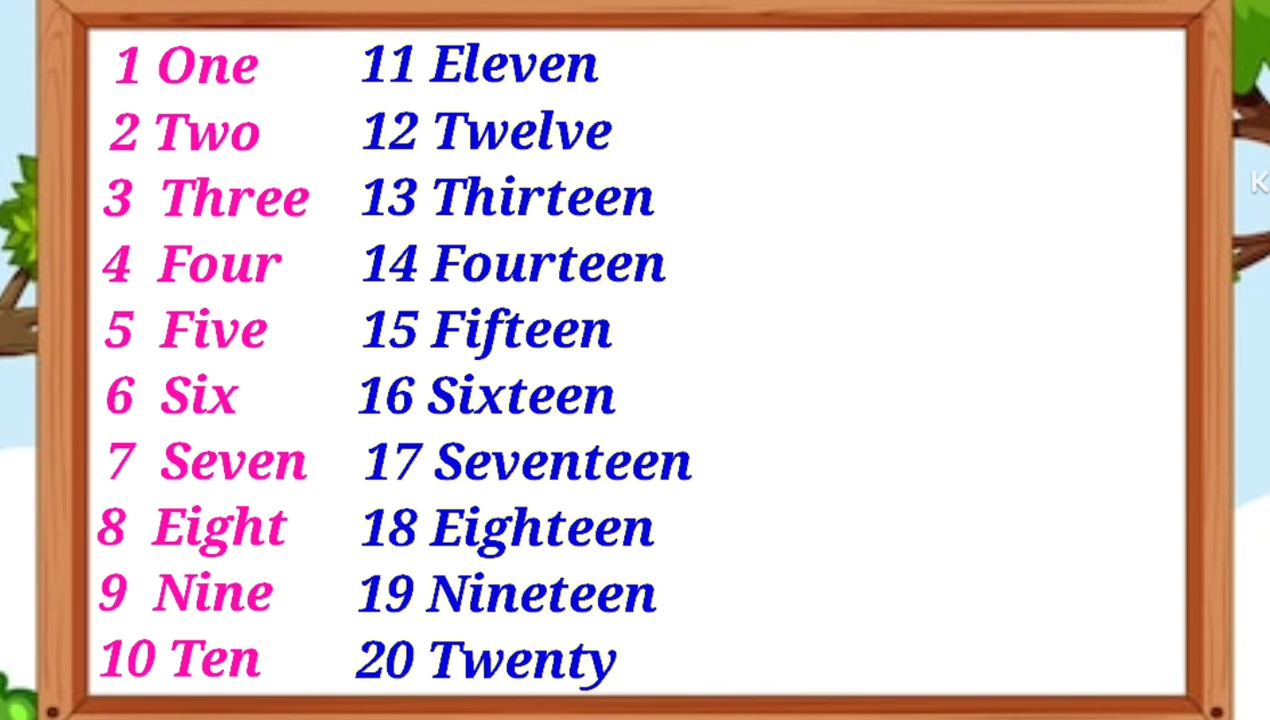 1 One
2 Two
3 Three
4 Four
5 Five
6 Six
7 Seven
8 Eight
9 Nine
10 Ten
11 Eleven
12 Twelve
13 Thirteen
14 Fourteen
15 Fifteen
16 Sixteen
17 Seventeen
18 Eighteen
19 Nineteen
20 Twenty